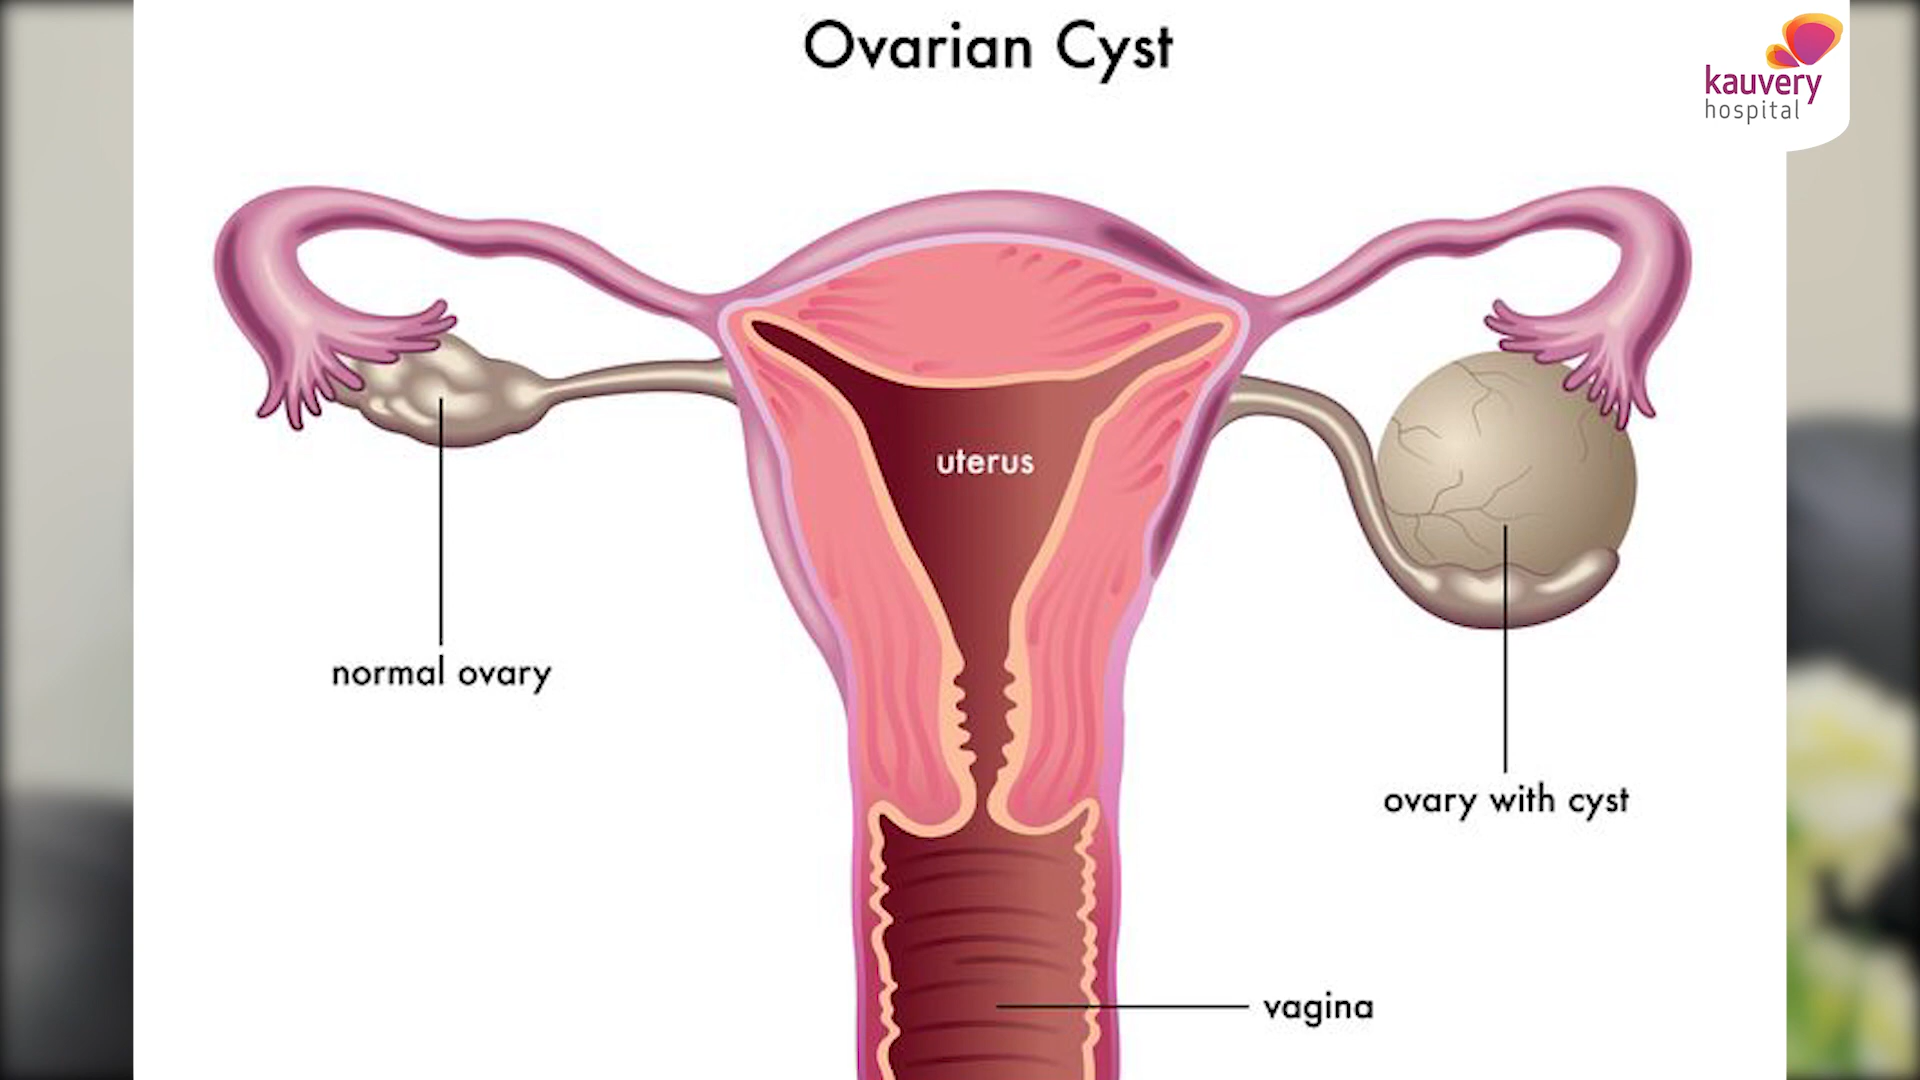 Ovarian Cyst
kauvery
hospital
uterus
normal ovary
ovary with cyst
vagina